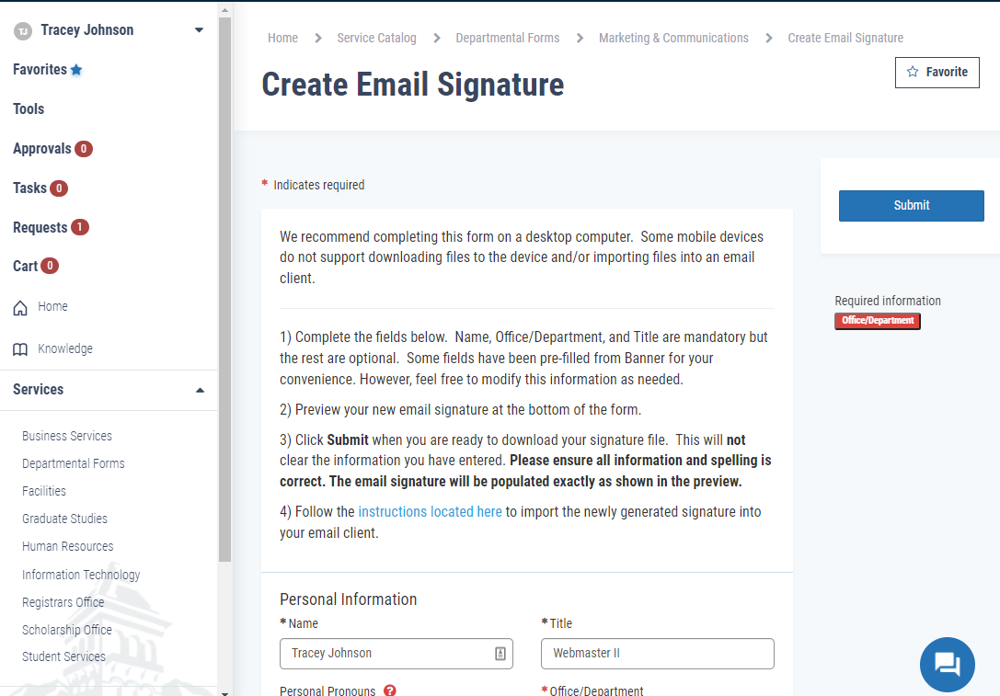 TJ Tracey Johnson
Favorites
Tools
Approvals 0
Tasks 0
Requests 1
Cart 0
Home
Knowledge
Services
Business Services
Departmental Forms
Facilities
Graduate Studies
Human Resources
Information Technology
Registrars Office
Scholarship Office
Student Services
Home > Service Catalog > Departmental Forms > Marketing & Communications > Create Email Signature
Create Email Signature
Favorite
* Indicates required
We recommend completing this form on a desktop computer. Some mobile devices
do not support downloading files to the device and/or importing files into an email
client.
1) Complete the fields below. Name, Office/Department, and Title are mandatory but
the rest are optional. Some fields have been pre-filled from Banner for your
convenience. However, feel free to modify this information as needed.
2) Preview your new email signature at the bottom of the form.
3) Click Submit when you are ready to download your signature file. This will not
clear the information you have entered. Please ensure all information and spelling is
correct. The email signature will be populated exactly as shown in the preview.
4) Follow the instructions located here to import the newly generated signature into
your email client.
Personal Information
*Name
Tracey Johnson
*Title
Webmaster II
Personal Pronouns ?
*Office/Department
Submit
Required information
Office/Department